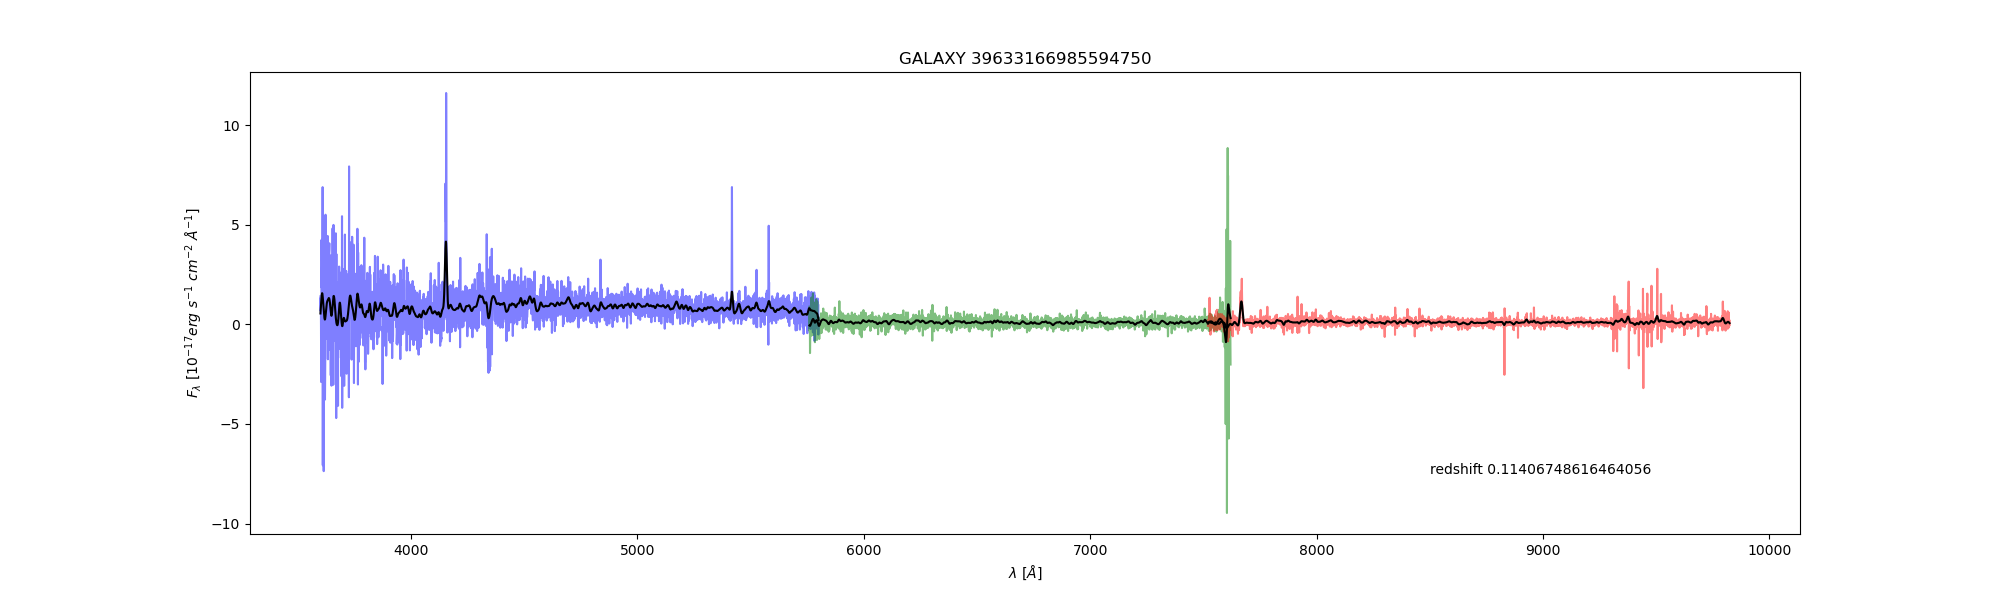 GALAXY 39633166985594750
10
5
0
−5
−10
F_λ [10^{−17} erg s^{−1} cm^{−2} Å^{−1}]
redshift 0.11406748616464056
4000 5000 6000 7000 8000 9000 10000
λ [Å]